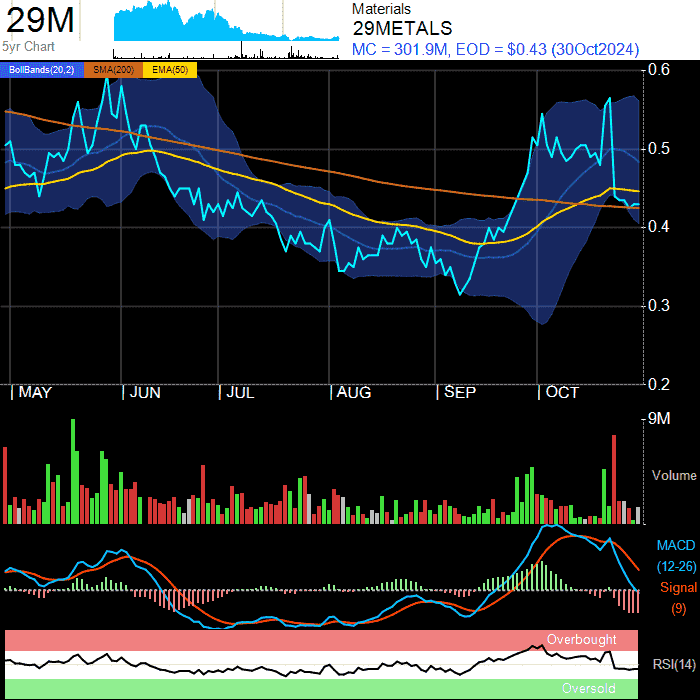 29M
5yr Chart
Materials
29METALS
MC = 301.9M, EOD = $0.43 (30Oct2024)
BollBands(20,2) SMA(200) EMA(50)
0.6
0.5
0.4
0.3
0.2
MAY JUN JUL AUG SEP OCT
9M
Volume
MACD
(12-26)
Signal
(9)
Overbought
RSI(14)
Oversold